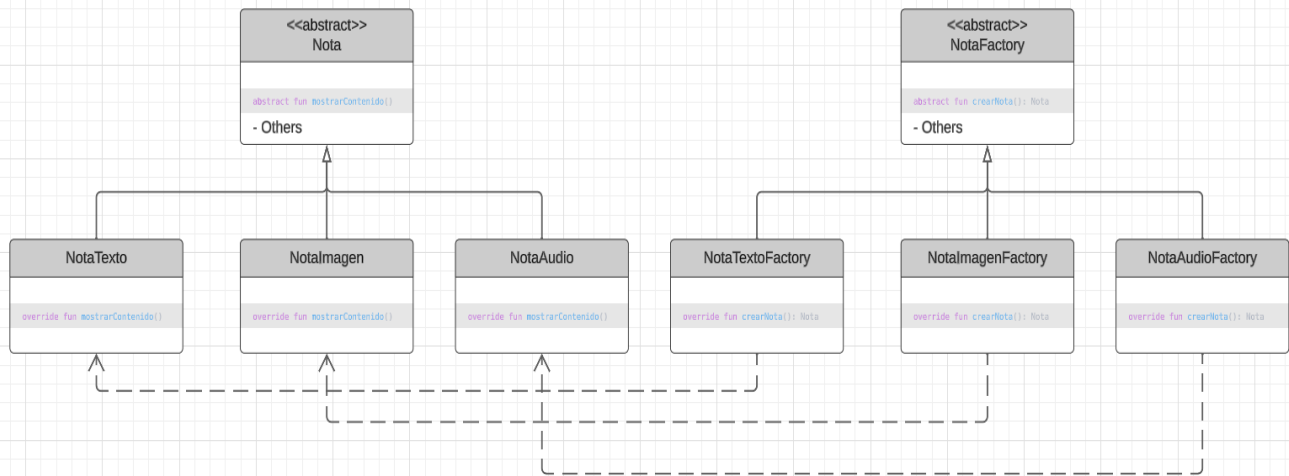 <<abstract>>
Nota
abstract fun mostrarContenido()
- Others
<<abstract>>
NotaFactory
abstract fun crearNota(): Nota
- Others
NotaTexto
override fun mostrarContenido()
NotaImagen
override fun mostrarContenido()
NotaAudio
override fun mostrarContenido()
NotaTextoFactory
override fun crearNota(): Nota
NotaImagenFactory
override fun crearNota(): Nota
NotaAudioFactory
override fun crearNota(): Nota